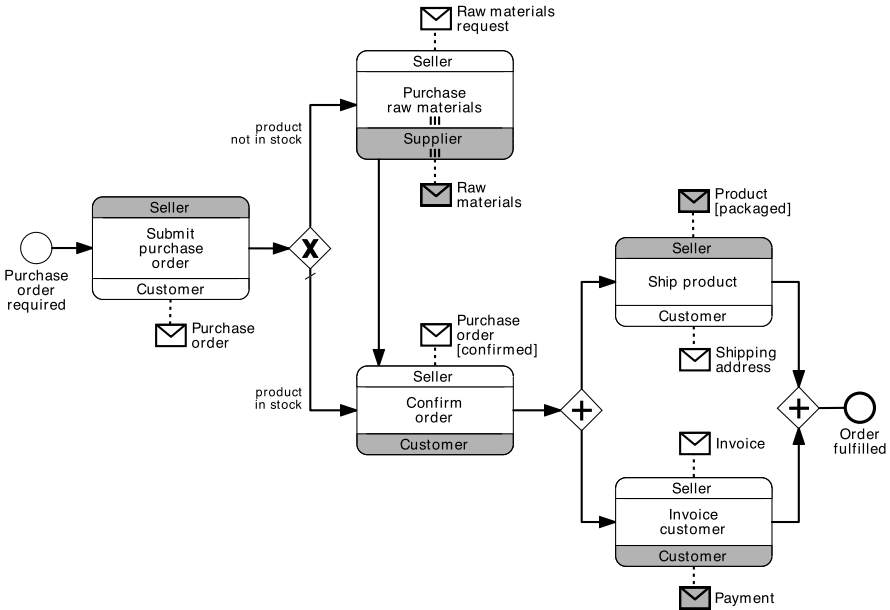 Raw materials
request
Seller
Purchase
raw materials
Supplier
Raw
materials
product
not in stock
Seller
Submit
purchase
order
Customer
Purchase
order
Purchase
order
required
X
product
in stock
Purchase
order
[confirmed]
Seller
Confirm
order
Customer
Product
[packaged]
Seller
Ship product
Customer
Shipping
address
Invoice
Seller
Invoice
customer
Customer
Payment
Order
fulfilled